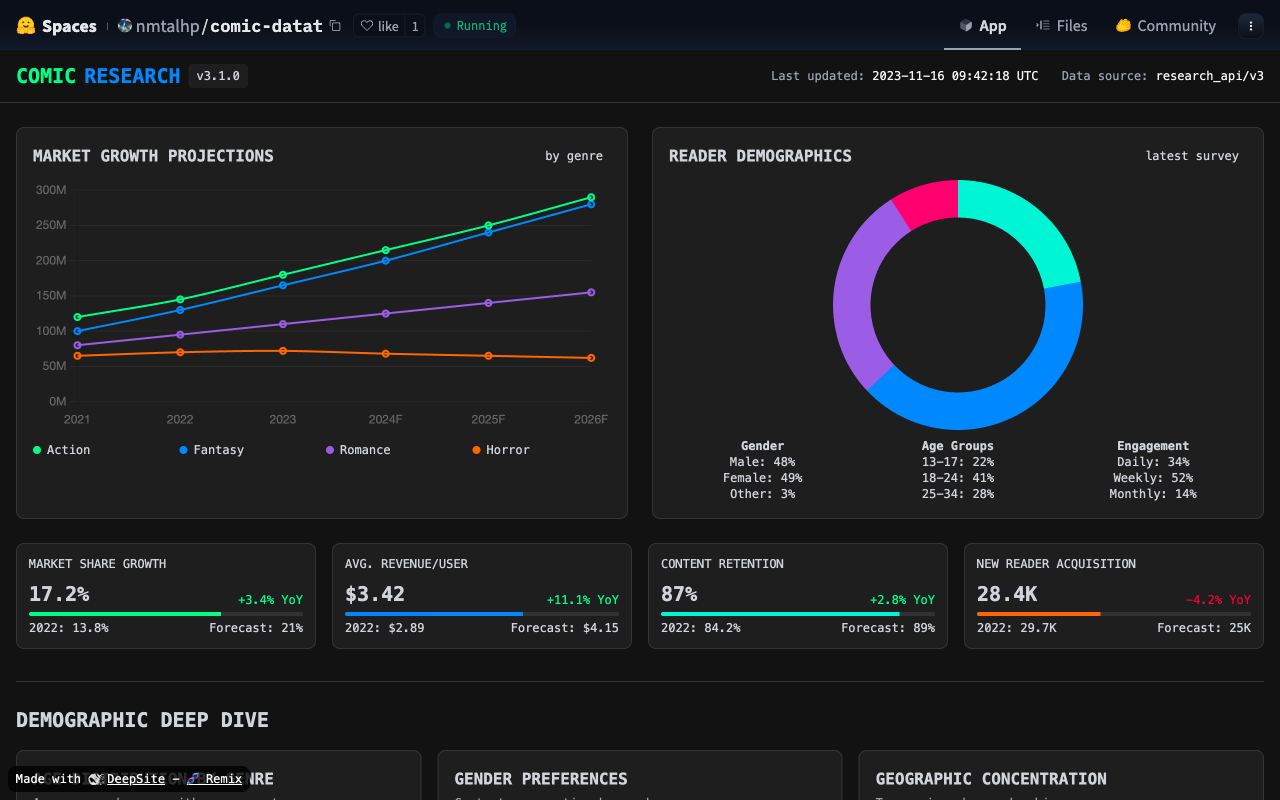 Spaces
nmtalhp/comic-datat
like 1
Running
App
Files
Community
COMIC RESEARCH v3.1.0
Last updated: 2023-11-16 09:42:18 UTC
Data source: research_api/v3
MARKET GROWTH PROJECTIONS
by genre
300M
250M
200M
150M
100M
50M
0M
2021 2022 2023 2024F 2025F 2026F
Action Fantasy Romance Horror
READER DEMOGRAPHICS
latest survey
Gender
Male: 48%
Female: 49%
Other: 3%
Age Groups
13-17: 22%
18-24: 41%
25-34: 28%
Engagement
Daily: 34%
Weekly: 52%
Monthly: 14%
MARKET SHARE GROWTH
17.2%
+3.4% YoY
2022: 13.8% Forecast: 21%
AVG. REVENUE/USER
$3.42
+11.1% YoY
2022: $2.89 Forecast: $4.15
CONTENT RETENTION
87%
+2.8% YoY
2022: 84.2% Forecast: 89%
NEW READER ACQUISITION
28.4K
-4.2% YoY
2022: 29.7K Forecast: 25K
DEMOGRAPHIC DEEP DIVE
GENDER PREFERENCES
GEOGRAPHIC CONCENTRATION
Made with DeepSite - Remix